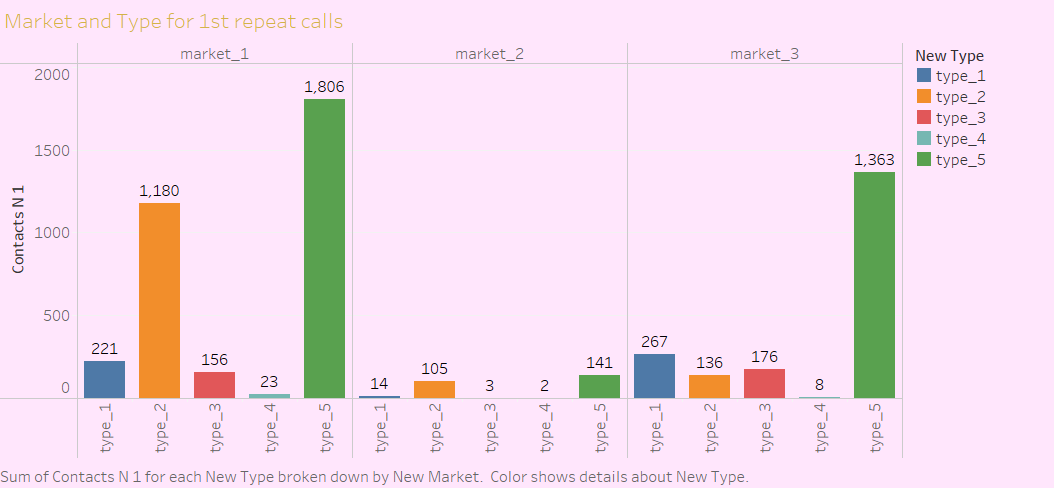 Market and Type for 1st repeat calls
market_1 market_2 market_3
New Type
type_1
type_2
type_3
type_4
type_5
Contacts N 1
2000
1500
1000
500
0
221 1,180 156 23 1,806
14 105 3 2 141
267 136 176 8 1,363
type_1 type_2 type_3 type_4 type_5
type_1 type_2 type_3 type_4 type_5
type_1 type_2 type_3 type_4 type_5
Sum of Contacts N 1 for each New Type broken down by New Market. Color shows details about New Type.